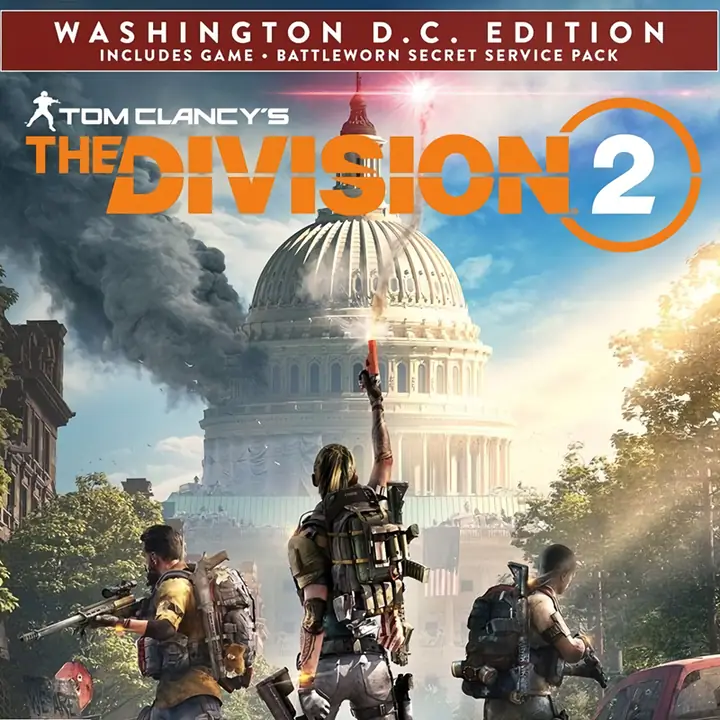 WASHINGTON D.C. EDITION
INCLUDES GAME • BATTLEWORN SECRET SERVICE PACK
TOM CLANCY'S
THE DIVISION 2